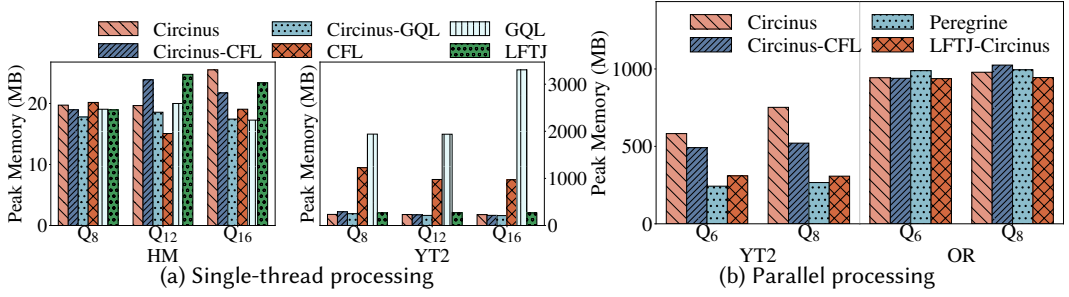 Circinus Circinus-GQL GQL
Circinus-CFL CFL LFTJ
Peak Memory (MB)
20
10
0
Q8 Q12 Q16
HM
Peak Memory (MB)
3000
2000
1000
0
Q8 Q12 Q16
YT2
(a) Single-thread processing
Circinus Peregrine
Circinus-CFL LFTJ-Circinus
Peak Memory (MB)
1000
500
0
Q6 Q8 Q6 Q8
YT2 OR
(b) Parallel processing